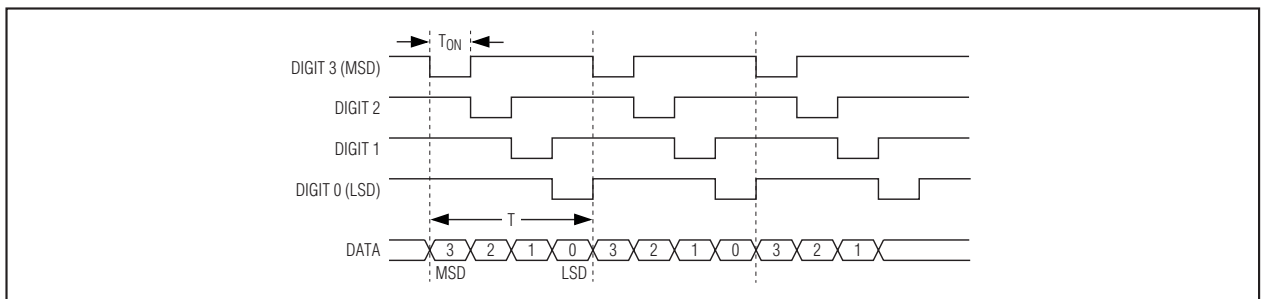 T_ON
DIGIT 3 (MSD)
DIGIT 2
DIGIT 1
DIGIT 0 (LSD)
T
DATA 3 2 1 0 3 2 1 0 3 2 1
MSD LSD